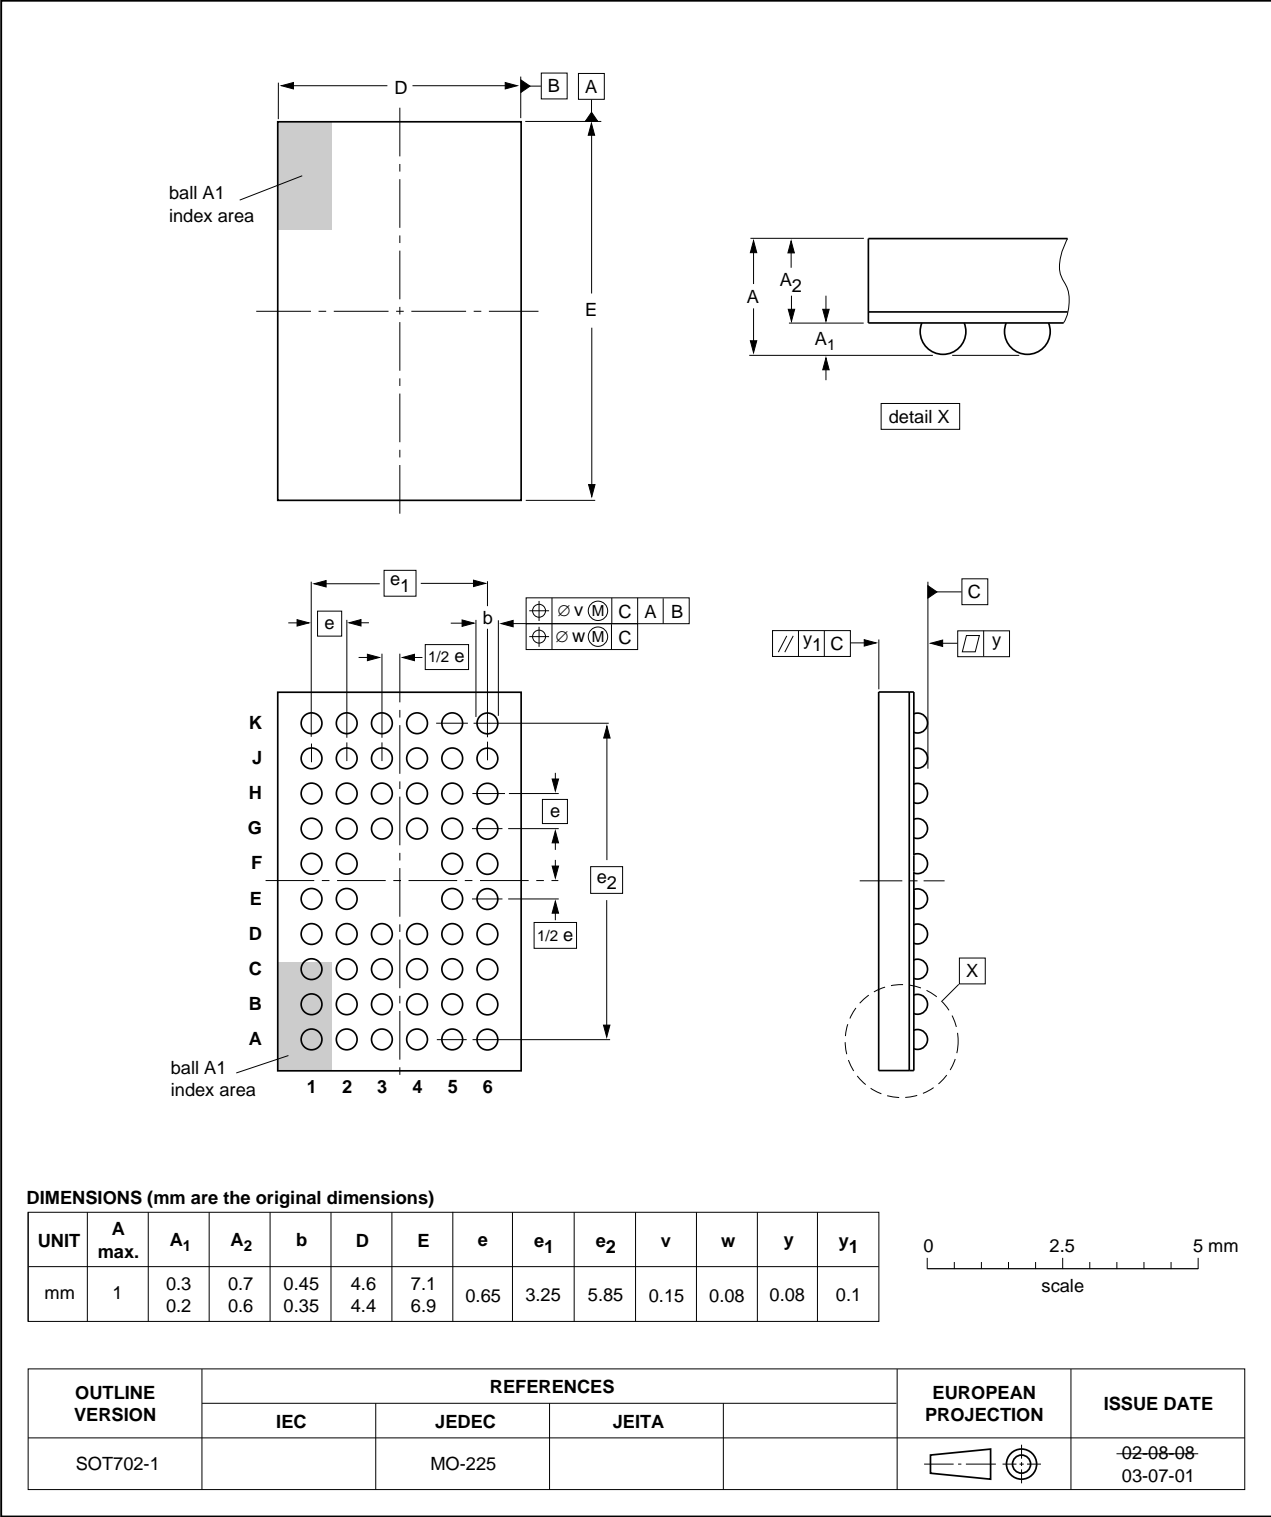 D
B
A
ball A1
index area
E
A
A2
A1
detail X
e1
e
b
⌀ v Ⓜ C A B
⌀ w Ⓜ C
1/2 e
C
// y1 C
y
K
J
H
G
F
E
D
C
B
A
e
e2
1/2 e
X
ball A1
index area
1 2 3 4 5 6
DIMENSIONS (mm are the original dimensions)
UNIT A max. A1 A2 b D E e e1 e2 v w y y1
mm 1 0.3 0.2 0.7 0.6 0.45 0.35 4.6 4.4 7.1 6.9 0.65 3.25 5.85 0.15 0.08 0.08 0.1
0 2.5 5 mm
scale
OUTLINE VERSION REFERENCES EUROPEAN PROJECTION ISSUE DATE
IEC JEDEC JEITA
SOT702-1 MO-225 02-08-08
03-07-01